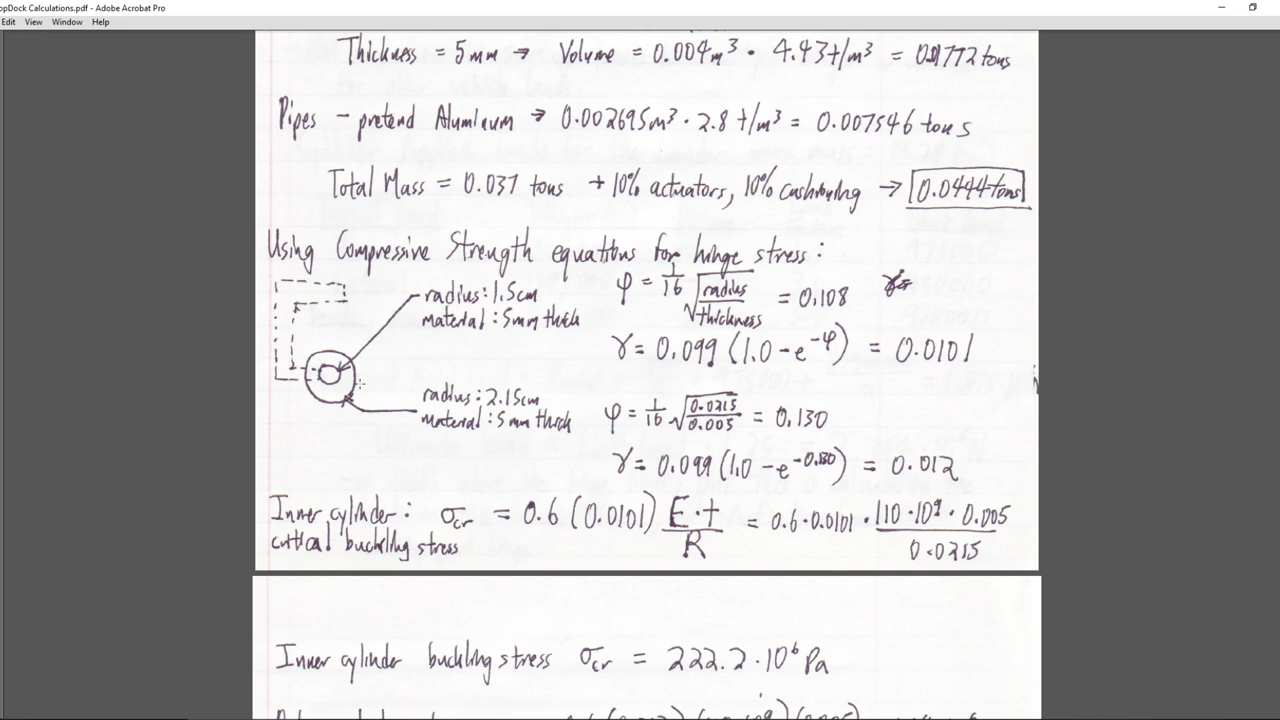 opDock Calculations.pdf - Adobe Acrobat Pro
Edit View Window Help
Thickness = 5mm → Volume = 0.004m³ · 4.43t/m³ = 0.01772 tons
Pipes - pretend Aluminum → 0.002695m³ · 2.8 t/m³ = 0.007546 tons
Total Mass = 0.037 tons + 10% actuators, 10% cushioning → 0.0444 tons
Using Compressive Strength equations for hinge stress:
radius: 1.5cm
material: 5mm thick
φ = 1/16 √(radius/thickness) = 0.108
γ = 0.099 (1.0 - e^-φ) = 0.0101
radius: 2.15cm
material: 5mm thick
φ = 1/16 √(0.0215/0.005) = 0.130
γ = 0.099 (1.0 - e^-0.130) = 0.012
Inner cylinder: σcr = 0.6 (0.0101) E t/R = 0.6 · 0.0101 · 110·10⁹ · 0.005/0.0215
critical buckling stress
Inner cylinder buckling stress σcr = 222.2 · 10⁶ Pa